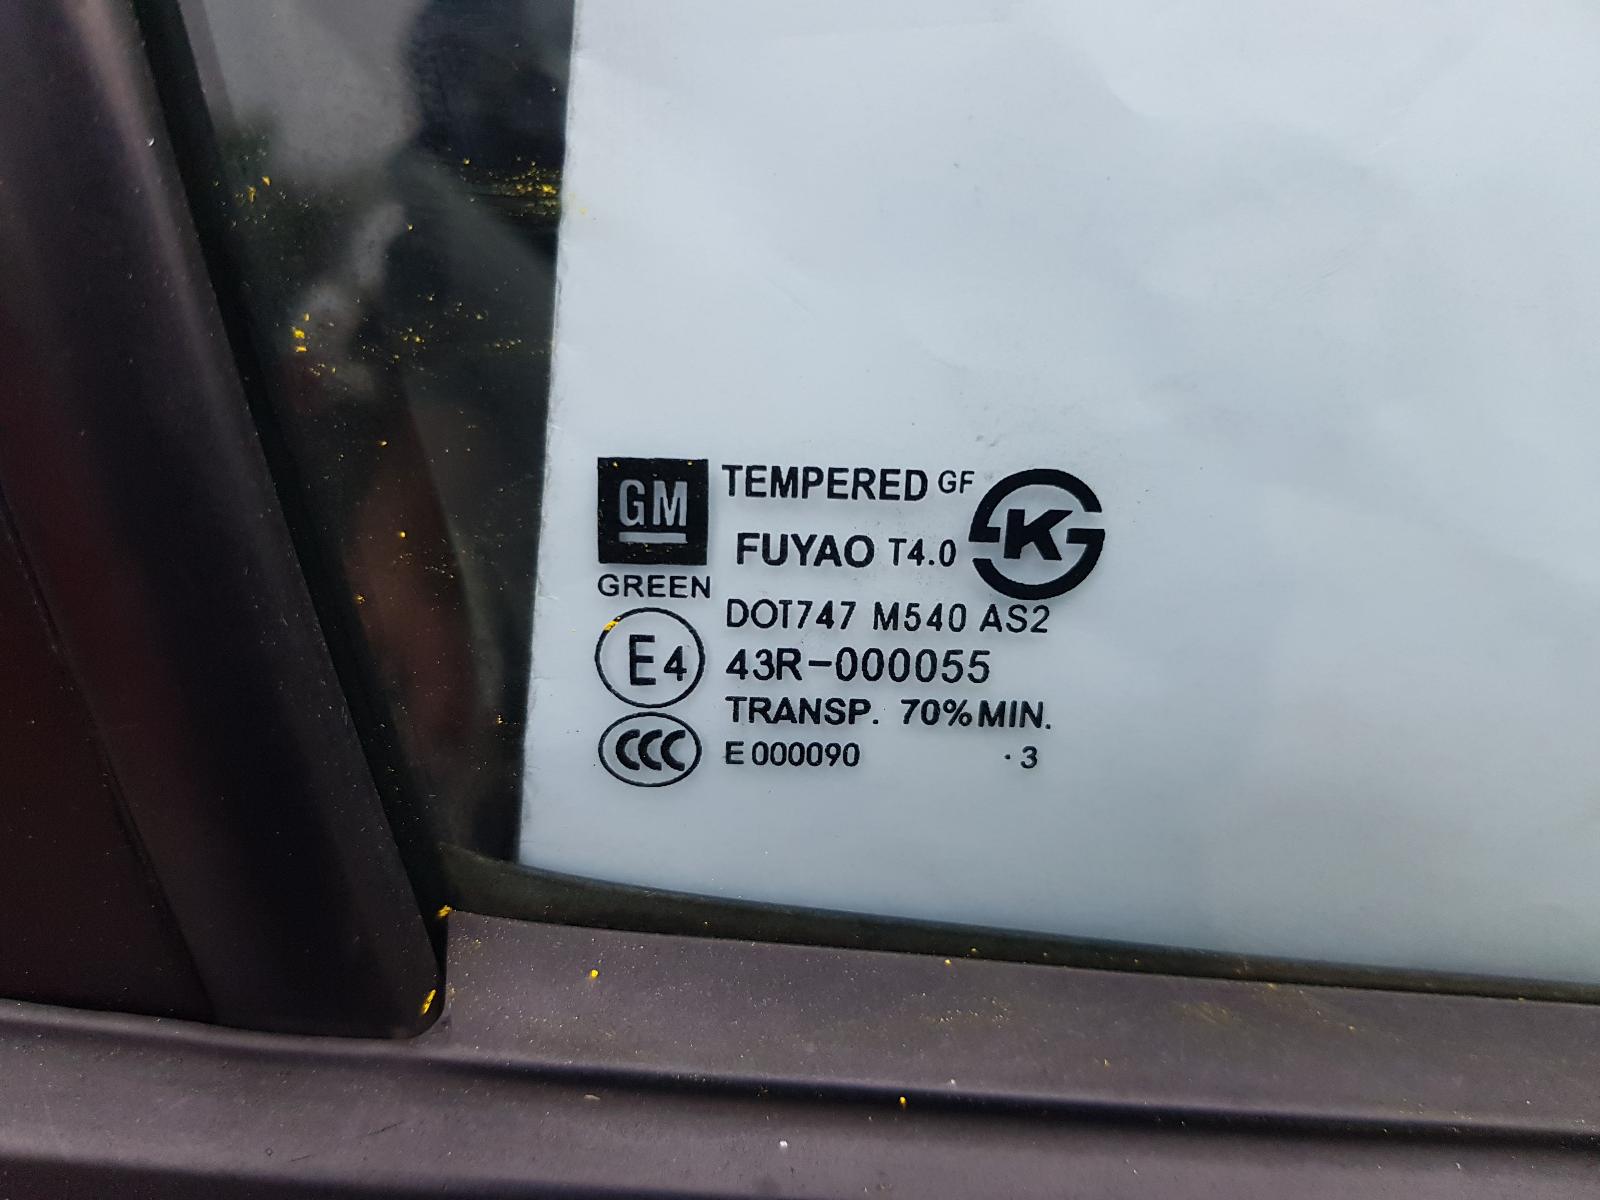 GM TEMPERED GF
FUYAO T4.0 KS
GREEN
DOT747 M540 AS2
E4 43R-000055
TRANSP. 70% MIN.
CCC E000090 ·3